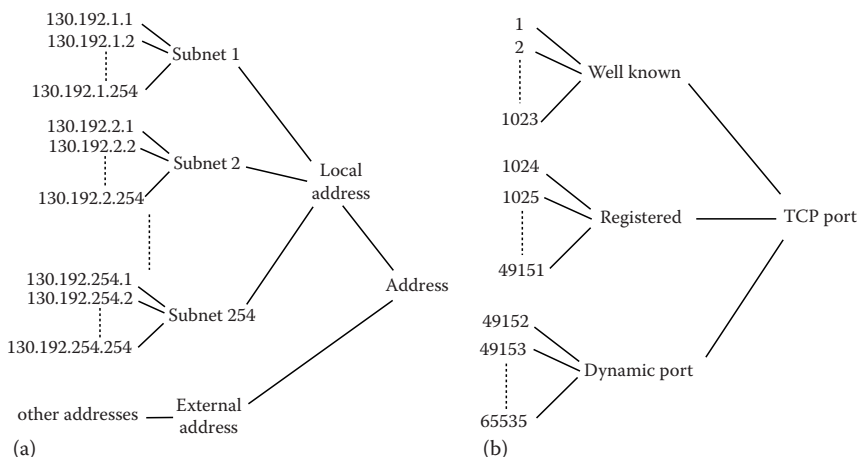 130.192.1.1
130.192.1.2
130.192.1.254
Subnet 1
130.192.2.1
130.192.2.2
130.192.2.254
Subnet 2
130.192.254.1
130.192.254.2
130.192.254.254
Subnet 254
Local
address
Address
other addresses
External
address
(a)
1
2
1023
Well known
1024
1025
49151
Registered
TCP port
49152
49153
65535
Dynamic port
(b)